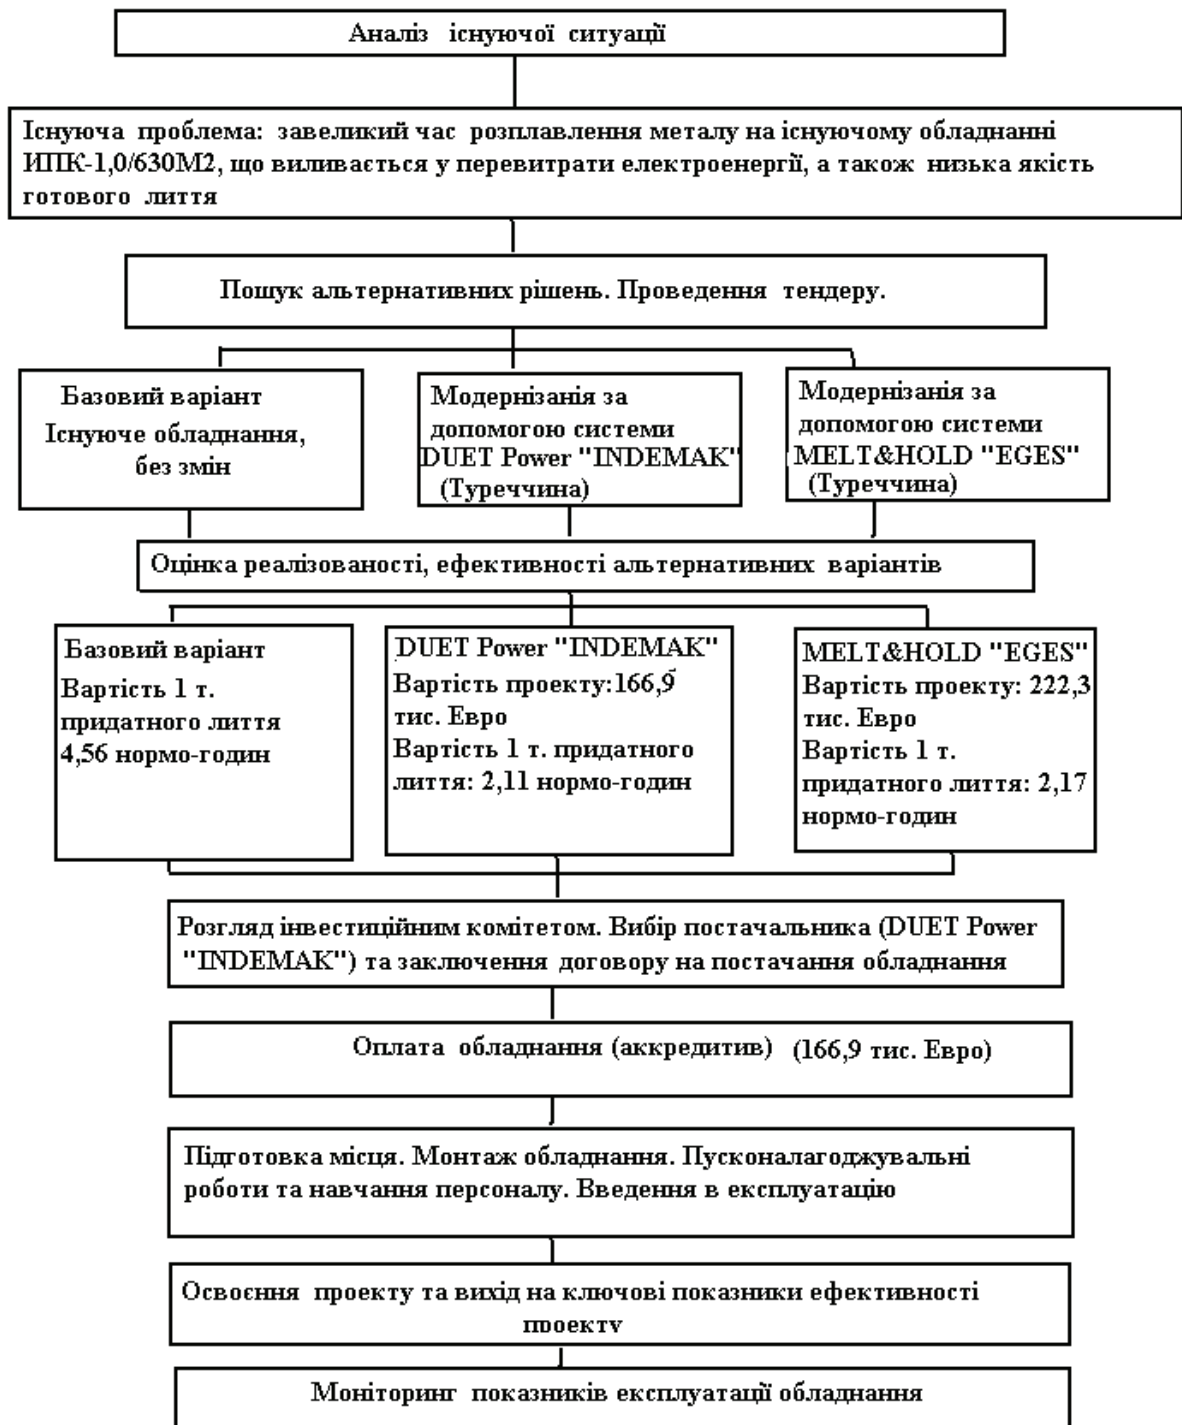 Аналіз існуючої ситуації
Існуюча проблема: завеликий час розплавлення металу на існуючому обладнанні
ИПК-1,0/630М2, що виливається у перевитрати електроенергії, а також низька якість
готового лиття
Пошук альтернативних рішень. Проведення тендеру.
Базовий варіант
Існуюче обладнання,
без змін
Модернізанія за
допомогою системи
DUET Power "INDEMAK"
(Туреччина)
Модернізанія за
допомогою системи
MELT&HOLD "EGES"
(Туреччина)
Оцінка реалізованості, ефективності альтернативних варіантів
Базовий варіант
Вартість 1 т.
придатного лиття
4,56 нормо-годин
DUET Power "INDEMAK"
Вартість проекту:166,9
тис. Евро
Вартість 1 т. придатного
лиття: 2,11 нормо-годин
MELT&HOLD "EGES"
Вартість проекту: 222,3
тис. Евро
Вартість 1 т.
придатного лиття: 2,17
нормо-годин
Розгляд інвестиційним комітетом. Вибір постачальника (DUET Power
"INDEMAK") та заключення договору на постачання обладнання
Оплата обладнання (аккредитив) (166,9 тис. Евро)
Підготовка місця. Монтаж обладнання. Пусконалагоджувальні
роботи та навчання персоналу. Введення в експлуатацію
Освоєння проекту та вихід на ключові показники ефективності
проекту
Моніторинг показників експлуатації обладнання